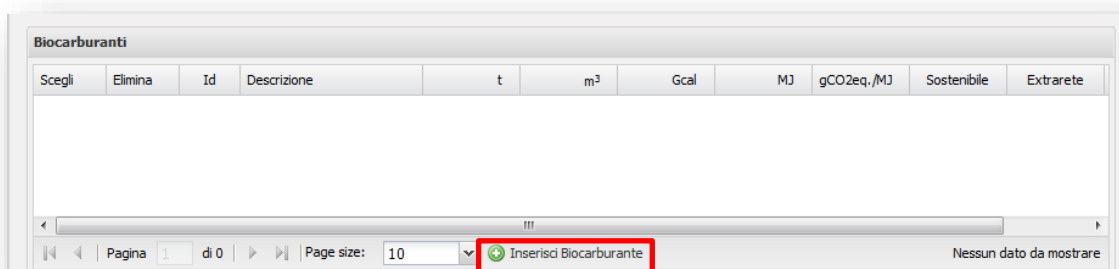 Biocarburanti
Scegli Elimina Id Descrizione t m³ Gcal MJ gCO2eq./MJ Sostenibile Extrarete
Pagina 1 di 0 Page size: 10 Inserisci Biocarburante Nessun dato da mostrare